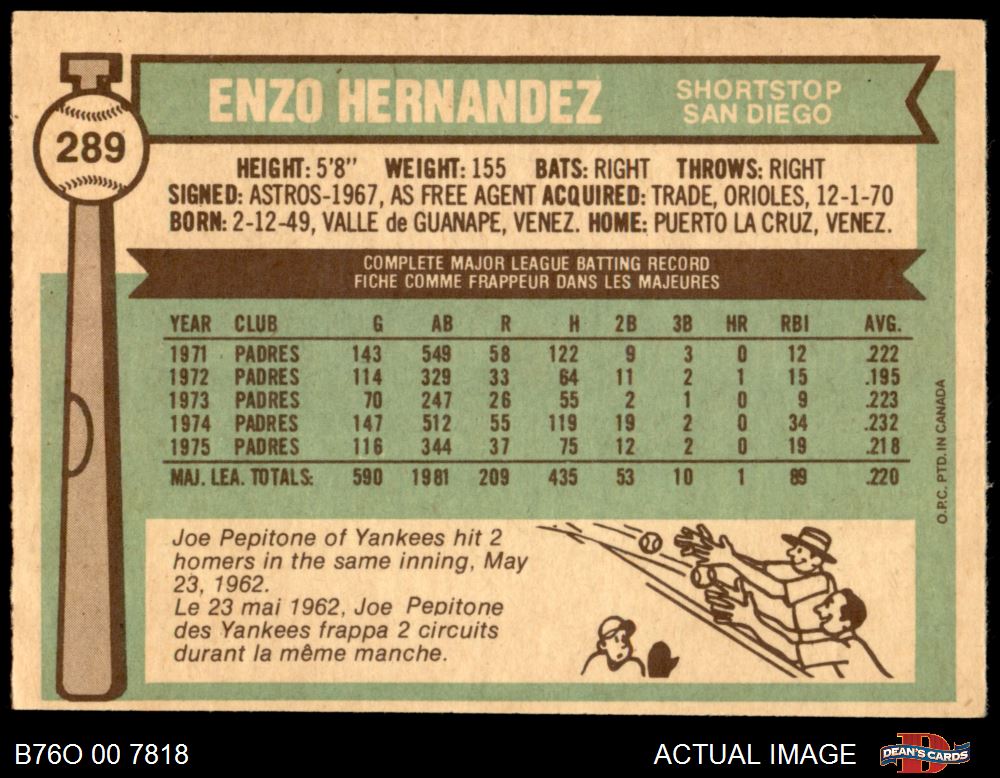 289
ENZO HERNANDEZ
SHORTSTOP
SAN DIEGO
HEIGHT: 5'8" WEIGHT: 155 BATS: RIGHT THROWS: RIGHT
SIGNED: ASTROS-1967, AS FREE AGENT ACQUIRED: TRADE, ORIOLES, 12-1-70
BORN: 2-12-49, VALLE de GUANAPE, VENEZ. HOME: PUERTO LA CRUZ, VENEZ.
COMPLETE MAJOR LEAGUE BATTING RECORD
FICHE COMME FRAPPEUR DANS LES MAJEURES
YEAR CLUB G AB R H 2B 3B HR RBI AVG.
1971 PADRES 143 549 58 122 9 3 0 12 .222
1972 PADRES 114 329 33 64 11 2 1 15 .195
1973 PADRES 70 247 26 55 2 1 0 9 .223
1974 PADRES 147 512 55 119 19 2 0 34 .232
1975 PADRES 116 344 37 75 12 2 0 19 .218
MAJ. LEA. TOTALS: 590 1981 209 435 53 10 1 89 .220
Joe Pepitone of Yankees hit 2
homers in the same inning, May
23, 1962.
Le 23 mai 1962, Joe Pepitone
des Yankees frappa 2 circuits
durant la même manche.
O.P.C. PTD. IN CANADA
B76O 00 7818
ACTUAL IMAGE
DEAN'S CARDS